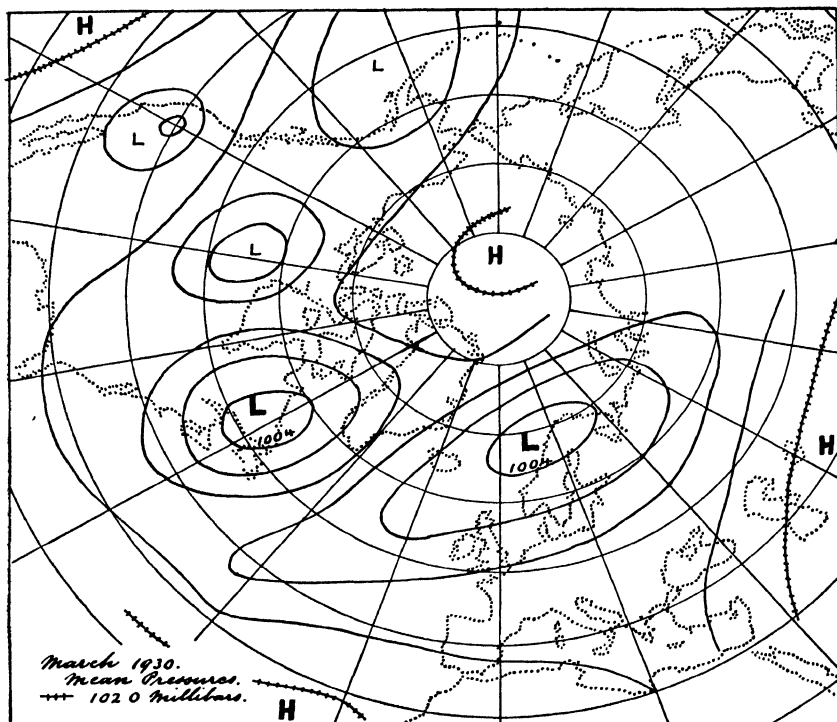 H
L
L
H
L
L
1004
L
1004
H
March 1930.
Mean Pressures.
1020 Millibars.
H